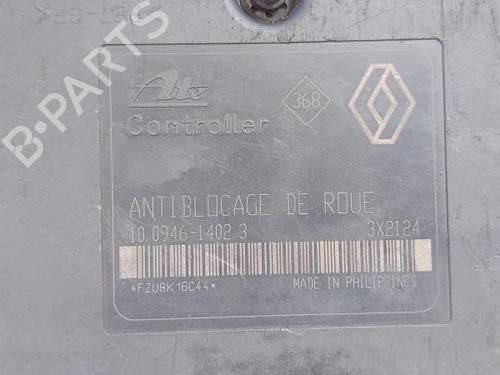 B-Parts
Ate
368
Controller
ANTIBLOCAGE DE ROUE
10.0946-1402.3 3X2124
*FZU8K16C44* MADE IN PHILIPPINES